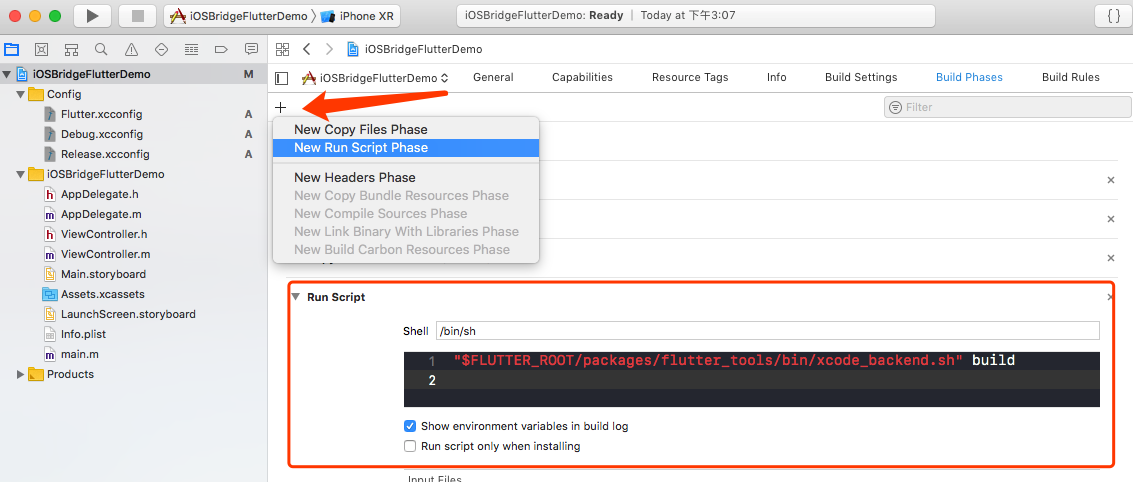 iOSBridgeFlutterDemo 〉 iPhone XR
iOSBridgeFlutterDemo: Ready | Today at 下午3:07
{ }
iOSBridgeFlutterDemo M
Config
Flutter.xcconfig A
Debug.xcconfig A
Release.xcconfig A
iOSBridgeFlutterDemo
AppDelegate.h
AppDelegate.m
ViewController.h
ViewController.m
Main.storyboard
Assets.xcassets
LaunchScreen.storyboard
Info.plist
main.m
Products
iOSBridgeFlutterDemo
iOSBridgeFlutterDemo General Capabilities Resource Tags Info Build Settings Build Phases Build Rules
Filter
New Copy Files Phase
New Run Script Phase
New Headers Phase
New Copy Bundle Resources Phase
New Compile Sources Phase
New Link Binary With Libraries Phase
New Build Carbon Resources Phase
Run Script
Shell /bin/sh
1 "$FLUTTER_ROOT/packages/flutter_tools/bin/xcode_backend.sh" build
2
Show environment variables in build log
Run script only when installing
Input Files